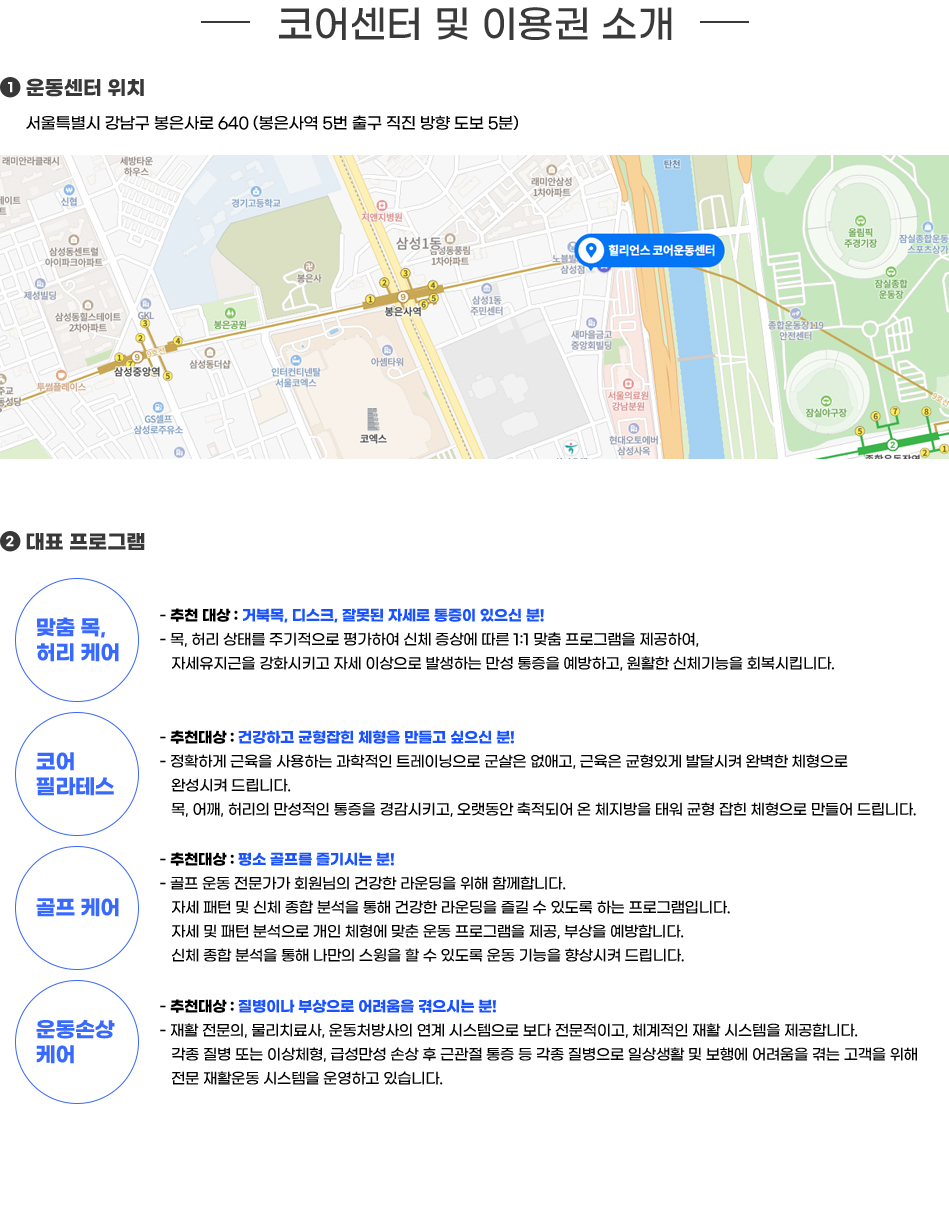 코어센터 및 이용권 소개
1 운동센터 위치
서울특별시 강남구 봉은사로 640 (봉은사역 5번 출구 직진 방향 도보 5분)
래미안라클래시
세방타운
하우스
신협
경기고등학교
지앤지병원
래미안삼성
1차아파트
탄천
올림픽
주경기장
잠실종합운동
스포츠상가
삼성동센트럴
아이파크아파트
삼성1동
삼성동풍림
1차아파트
힐리언스 코어운동센터
삼성점
봉은사
잠실종합
운동장
제성빌딩
GKL
삼성동힐스테이트
2차아파트
봉은공원
1
2
3
4
5
6
9
봉은사역
삼성1동
주민센터
종합운동장119
안전센터
새마을금고
중앙회빌딩
3
2
4
1
9
9호선
5
삼성중앙역
삼성동더샵
아셈타워
인터컨티넨탈
서울코엑스
투썸플레이스
서울의료원
강남분원
9호선
GS셀프
삼성로주유소
코엑스
현대오토에버
삼성사옥
잠실야구장
5
6
7
8
2
2
1
종합운동장역
2 대표 프로그램
맞춤 목,
허리 케어
- 추천 대상 : 거북목, 디스크, 잘못된 자세로 통증이 있으신 분!
- 목, 허리 상태를 주기적으로 평가하여 신체 증상에 따른 1:1 맞춤 프로그램을 제공하여,
자세유지근을 강화시키고 자세 이상으로 발생하는 만성 통증을 예방하고, 원활한 신체기능을 회복시킵니다.
코어
필라테스
- 추천대상 : 건강하고 균형잡힌 체형을 만들고 싶으신 분!
- 정확하게 근육을 사용하는 과학적인 트레이닝으로 군살은 없애고, 근육은 균형있게 발달시켜 완벽한 체형으로
완성시켜 드립니다.
목, 어깨, 허리의 만성적인 통증을 경감시키고, 오랫동안 축적되어 온 체지방을 태워 균형 잡힌 체형으로 만들어 드립니다.
골프 케어
- 추천대상 : 평소 골프를 즐기시는 분!
- 골프 운동 전문가가 회원님의 건강한 라운딩을 위해 함께합니다.
자세 패턴 및 신체 종합 분석을 통해 건강한 라운딩을 즐길 수 있도록 하는 프로그램입니다.
자세 및 패턴 분석으로 개인 체형에 맞춘 운동 프로그램을 제공, 부상을 예방합니다.
신체 종합 분석을 통해 나만의 스윙을 할 수 있도록 운동 기능을 향상시켜 드립니다.
운동손상
케어
- 추천대상 : 질병이나 부상으로 어려움을 겪으시는 분!
- 재활 전문의, 물리치료사, 운동처방사의 연계 시스템으로 보다 전문적이고, 체계적인 재활 시스템을 제공합니다.
각종 질병 또는 이상체형, 급성만성 손상 후 근관절 통증 등 각종 질병으로 일상생활 및 보행에 어려움을 겪는 고객을 위해
전문 재활운동 시스템을 운영하고 있습니다.